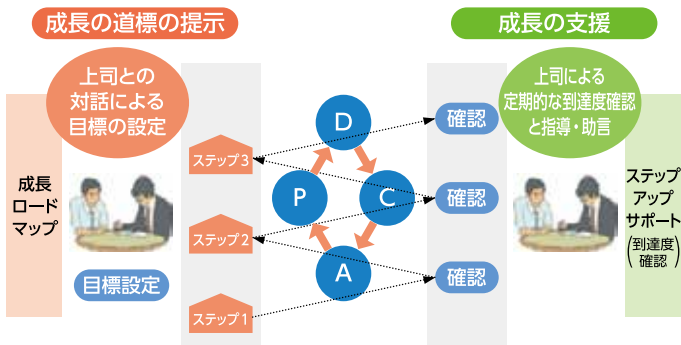 成長の道標の提示
成長の支援
上司との
対話による
目標の設定
上司による
定期的な到達度確認
と指導・助言
成長
ロード
マップ
目標設定
ステップ3
ステップ2
ステップ1
D
P
C
A
確認
確認
確認
ステップ
アップ
サポート
(到達度
確認)